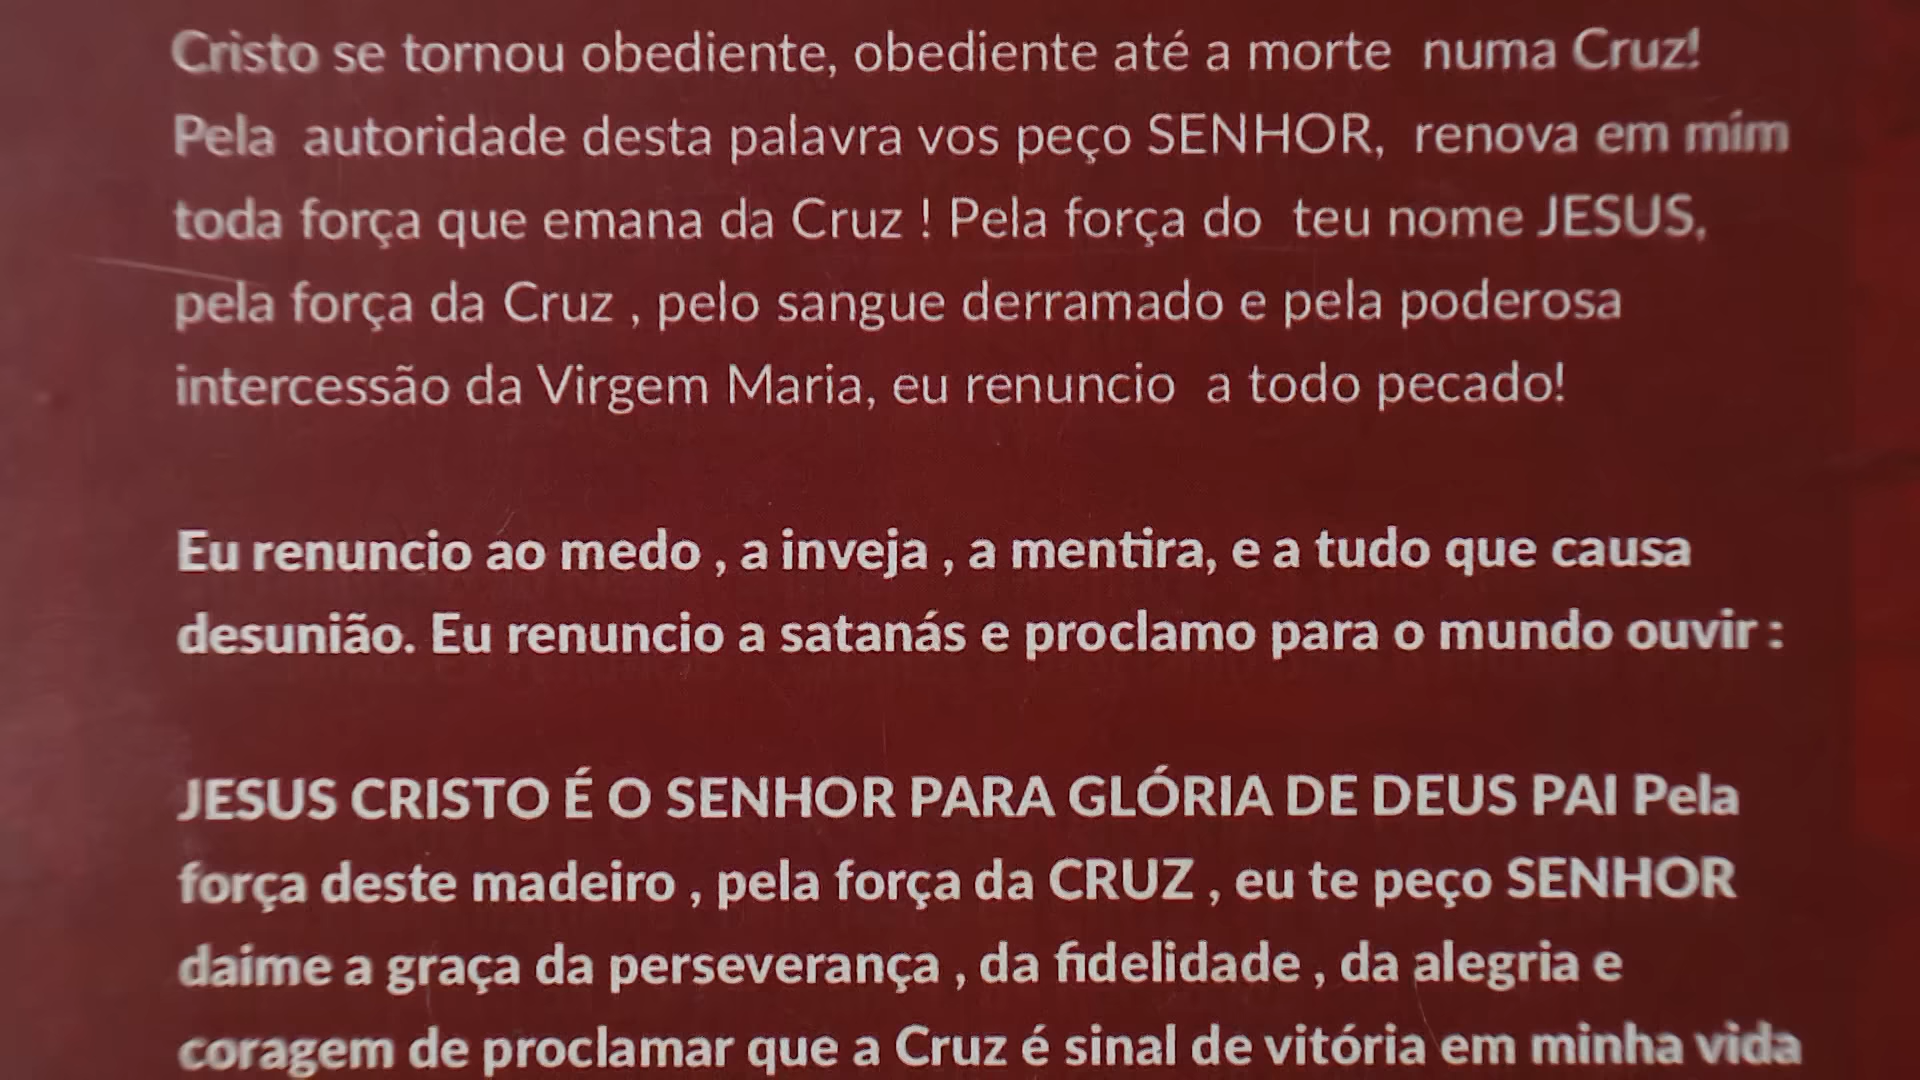 Cristo se tornou obediente, obediente até a morte numa Cruz!
Pela autoridade desta palavra vos peço SENHOR, renova em mim
toda força que emana da Cruz ! Pela força do teu nome JESUS,
pela força da Cruz , pelo sangue derramado e pela poderosa
intercessão da Virgem Maria, eu renuncio a todo pecado!
Eu renuncio ao medo , a inveja , a mentira, e a tudo que causa
desunião. Eu renuncio a satanás e proclamo para o mundo ouvir :
JESUS CRISTO É O SENHOR PARA GLÓRIA DE DEUS PAI Pela
força deste madeiro , pela força da CRUZ , eu te peço SENHOR
daime a graça da perseverança , da fidelidade , da alegria e
coragem de proclamar que a Cruz é sinal de vitória em minha vida